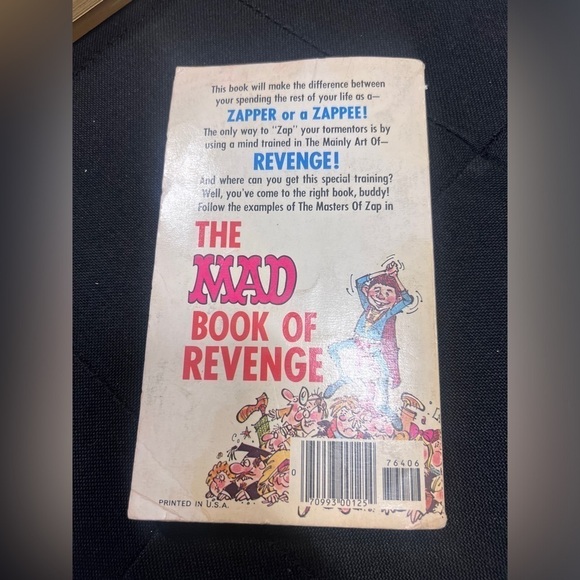 This book will make the difference between
your spending the rest of your life as a—
ZAPPER or a ZAPPEE!
The only way to "Zap" your tormentors is by
using a mind trained in The Mainly Art Of—
REVENGE!
And where can you get this special training?
Well, you've come to the right book, buddy!
Follow the examples of The Masters Of Zap in
THE
MAD
BOOK OF
REVENGE
76406
0
70993 00125
PRINTED IN U.S.A.